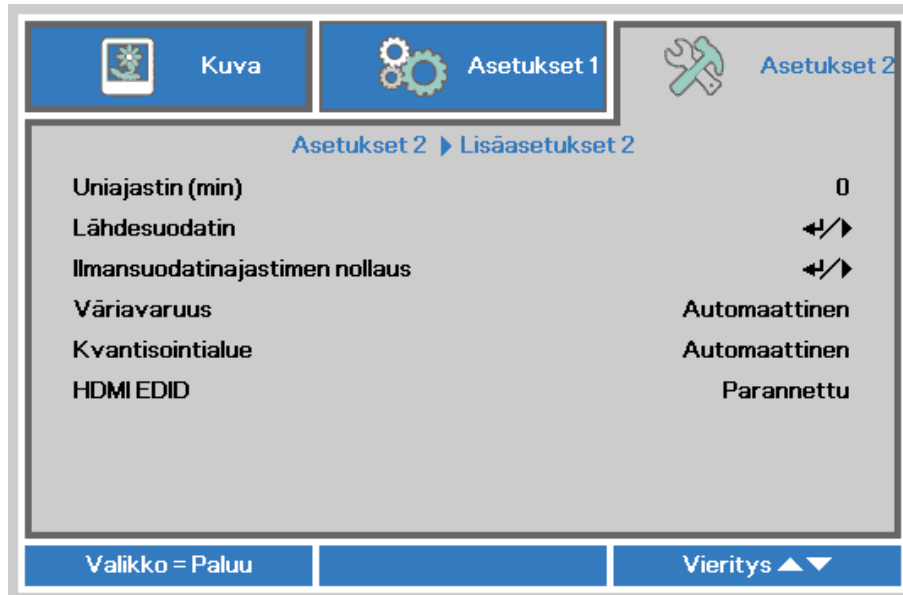 Kuva
Asetukset 1
Asetukset 2
Asetukset 2 ▶ Lisäasetukset 2
Uniajastin (min) 0
Lähdesuodatin ↵/▶
Ilmansuodatinajastimen nollaus ↵/▶
Väriavaruus Automaattinen
Kvantisointialue Automaattinen
HDMI EDID Parannettu
Valikko = Paluu
Vieritys ▲▼